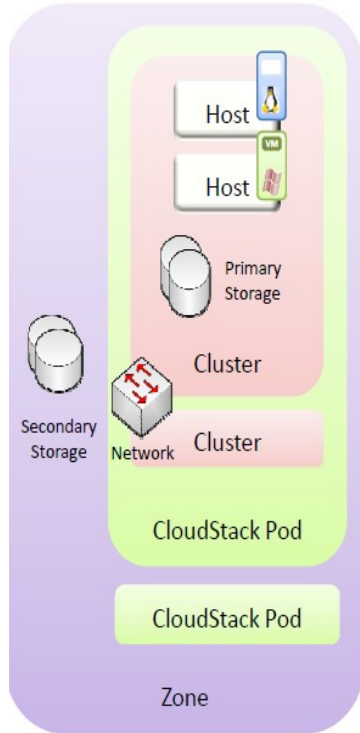 Host
VM
Host
Primary
Storage
Cluster
Secondary
Storage
Network
Cluster
CloudStack Pod
CloudStack Pod
Zone